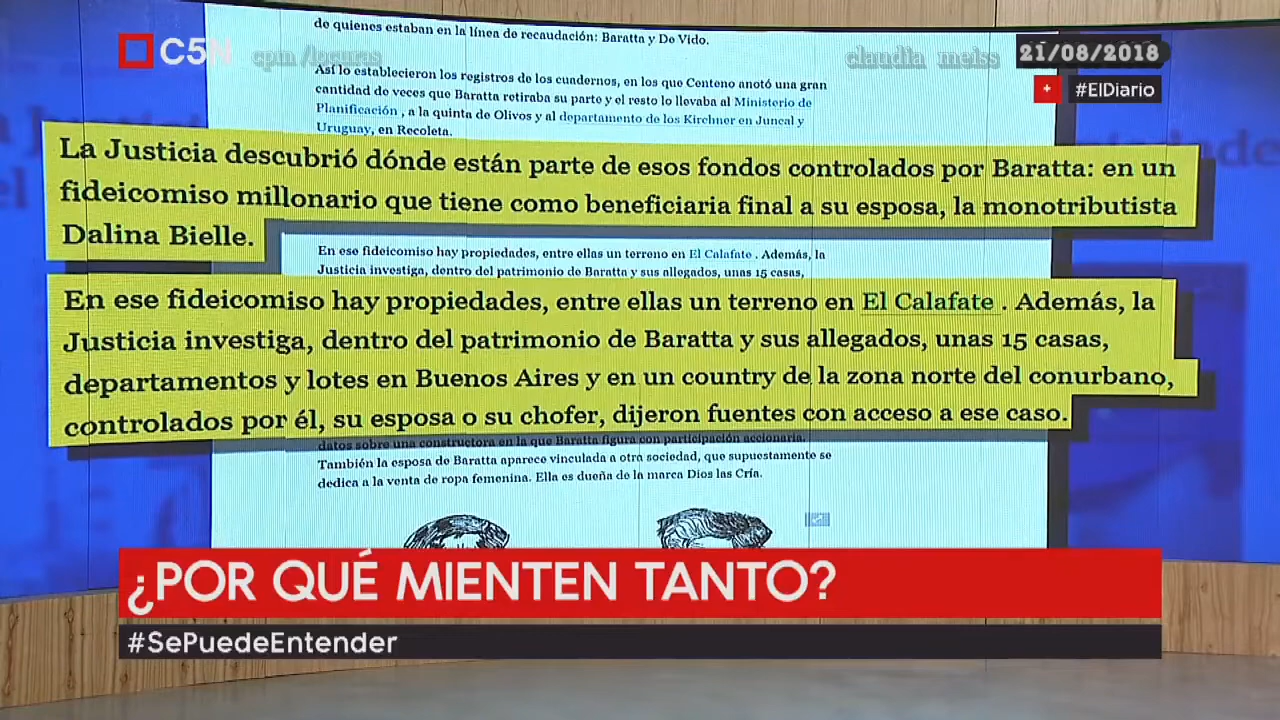 de quienes estaban en la línea de recaudación: Baratta y De Vido.
C5N
cpm /locuras
claudia meiss
21/08/2018
#ElDiario
Así lo establecieron los registros de los cuadernos, en los que Centeno anotó una gran
cantidad de veces que Baratta retiraba su parte y el resto lo llevaba al Ministerio de
Planificación , a la quinta de Olivos y al departamento de los Kirchner en Juncal y
Uruguay, en Recoleta.
La Justicia descubrió dónde están parte de esos fondos controlados por Baratta: en un
fideicomiso millonario que tiene como beneficiaria final a su esposa, la monotributista
Dalina Bielle.
En ese fideicomiso hay propiedades, entre ellas un terreno en El Calafate . Además, la
Justicia investiga, dentro del patrimonio de Baratta y sus allegados, unas 15 casas,
En ese fideicomiso hay propiedades, entre ellas un terreno en El Calafate . Además, la
Justicia investiga, dentro del patrimonio de Baratta y sus allegados, unas 15 casas,
departamentos y lotes en Buenos Aires y en un country de la zona norte del conurbano,
controlados por él, su esposa o su chofer, dijeron fuentes con acceso a ese caso.
datos sobre una constructora en la que Baratta figura con participación accionaria.
También la esposa de Baratta aparece vinculada a otra sociedad, que supuestamente se
dedica a la venta de ropa femenina. Ella es dueña de la marca Dios las Cría.
¿POR QUÉ MIENTEN TANTO?
#SePuedeEntender